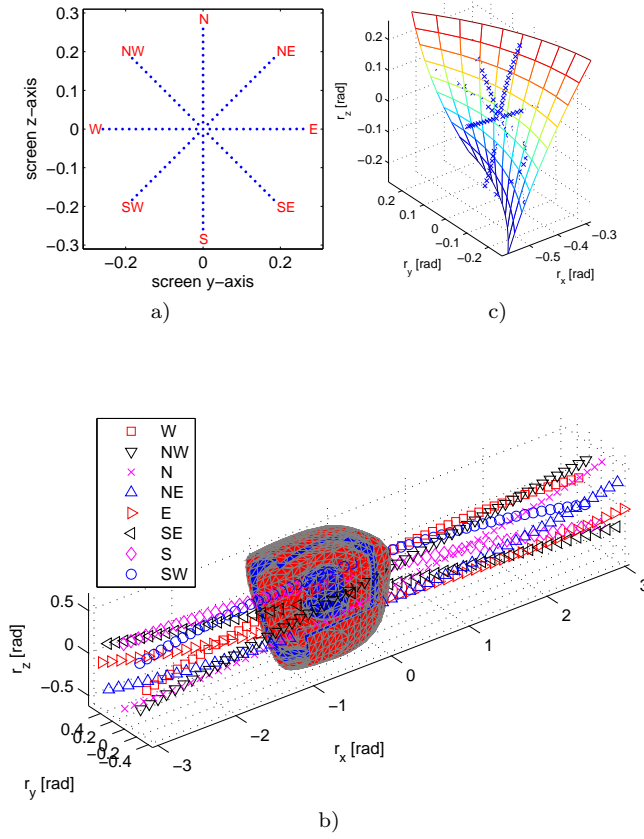 0.3
0.2
0.1
0
−0.1
−0.2
−0.3
screen z−axis
N
NW
NE
W
E
SW
SE
S
−0.2
0
0.2
screen y−axis
a)
0.2
0.1
0
−0.1
−0.2
r_z [rad]
0.2
0.1
0
−0.1
−0.2
r_y [rad]
−0.5
−0.4
−0.3
r_x [rad]
c)
W
NW
N
NE
E
SE
S
SW
0.5
0
−0.5
r_z [rad]
0.4
0.2
0
−0.2
−0.4
r_y [rad]
−3
−2
−1
0
1
2
3
r_x [rad]
b)